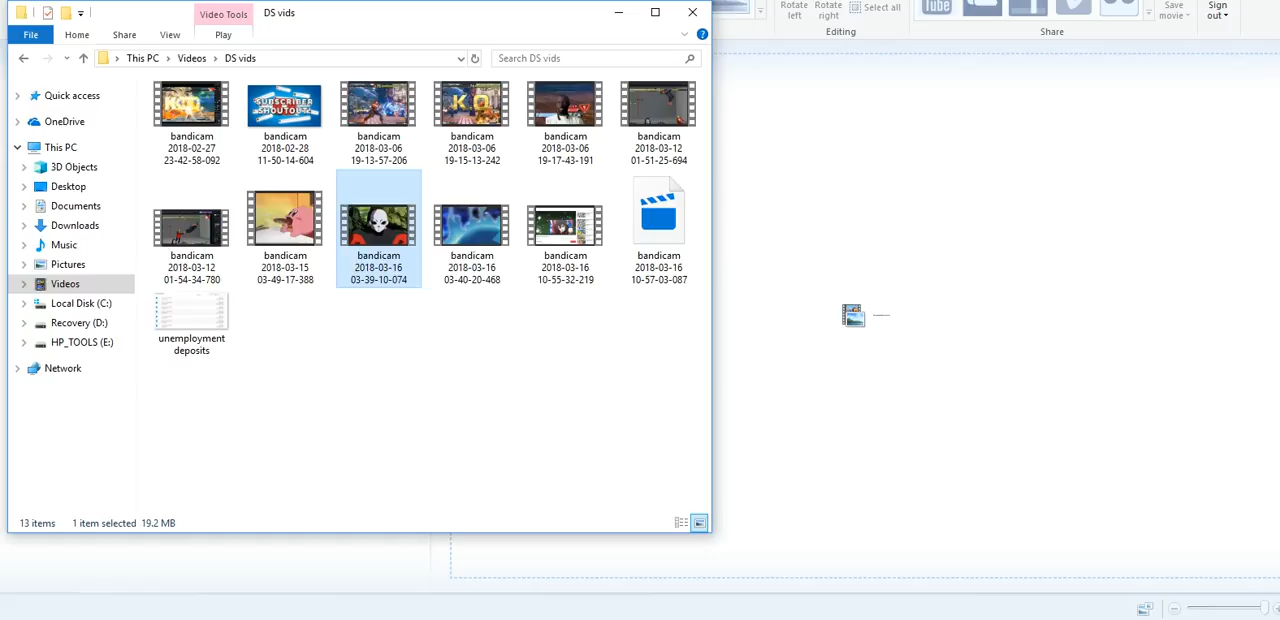 Video Tools
DS vids
File
Home
Share
View
Play
This PC
Videos
DS vids
Search DS vids
Quick access
OneDrive
This PC
3D Objects
Desktop
Documents
Downloads
Music
Pictures
Videos
Local Disk (C:)
Recovery (D:)
HP_TOOLS (E:)
Network
K.O.
SUBSCRIBER
SHOUTOUT!
K.O
bandicam
2018-02-27
23-42-58-092
bandicam
2018-02-28
11-50-14-604
bandicam
2018-03-06
19-13-57-206
bandicam
2018-03-06
19-15-13-242
bandicam
2018-03-06
19-17-43-191
bandicam
2018-03-12
01-51-25-694
bandicam
2018-03-12
01-54-34-780
bandicam
2018-03-15
03-49-17-388
bandicam
2018-03-16
03-39-10-074
bandicam
2018-03-16
03-40-20-468
bandicam
2018-03-16
10-55-32-219
bandicam
2018-03-16
10-57-03-087
unemployment
deposits
13 items
1 item selected 19.2 MB
Rotate
left
Rotate
right
Select all
Editing
Tube
Share
Save
movie
Sign
out